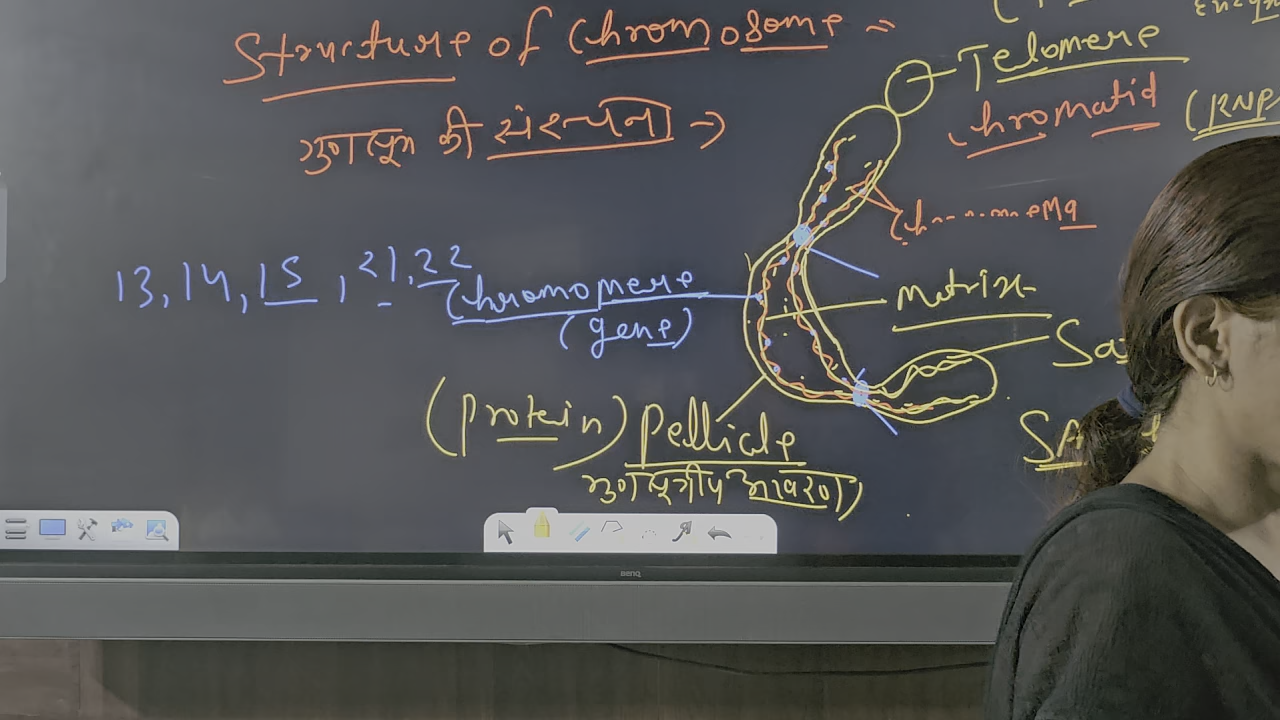 Structure of Chromosome =
गुणसूत्र की संरचना →
Telomere
Chromatid (RNP
13, 14, 15, 21, 22
Chromomere
(gene)
Matrix
(Protein) Pellicle
गुणसूत्रीय आवरण)
BENQ